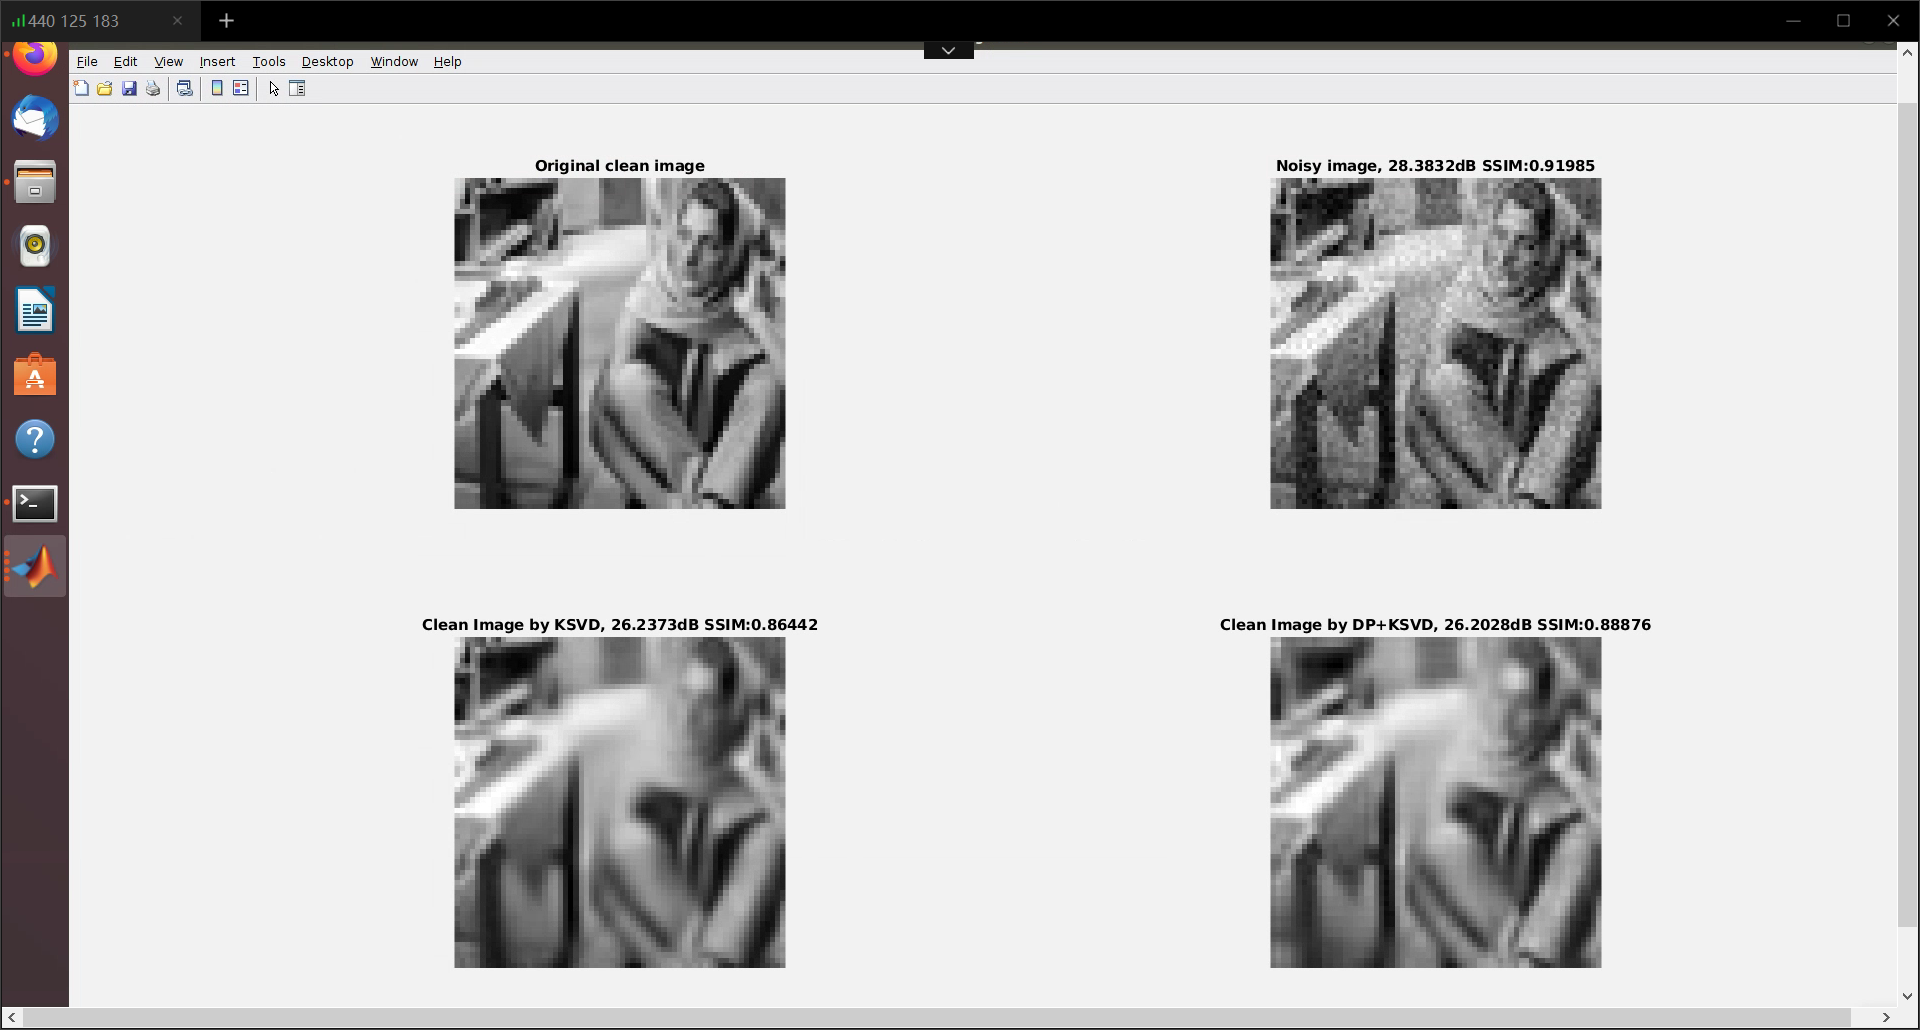 440 125 183
File Edit View Insert Tools Desktop Window Help
Original clean image
Noisy image, 28.3832dB SSIM:0.91985
Clean Image by KSVD, 26.2373dB SSIM:0.86442
Clean Image by DP+KSVD, 26.2028dB SSIM:0.88876